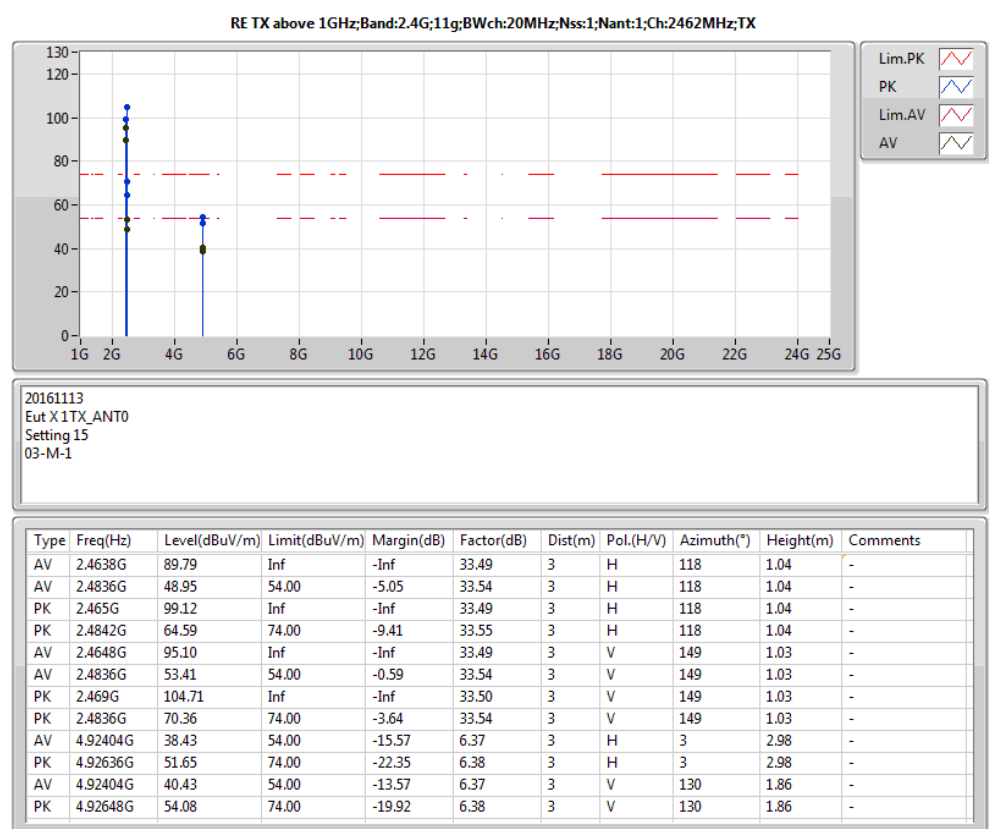 RE TX above 1GHz;Band:2.4G;11g;BWch:20MHz;Nss:1;Nant:1;Ch:2462MHz;TX
130
120
100
80
60
40
20
0
1G 2G 4G 6G 8G 10G 12G 14G 16G 18G 20G 22G 24G 25G
Lim.PK
PK
Lim.AV
AV
20161113
Eut X 1TX_ANT0
Setting 15
03-M-1
Type Freq(Hz) Level(dBuV/m) Limit(dBuV/m) Margin(dB) Factor(dB) Dist(m) Pol.(H/V) Azimuth(°) Height(m) Comments
AV 2.4638G 89.79 Inf -Inf 33.49 3 H 118 1.04 -
AV 2.4836G 48.95 54.00 -5.05 33.54 3 H 118 1.04 -
PK 2.465G 99.12 Inf -Inf 33.49 3 H 118 1.04 -
PK 2.4842G 64.59 74.00 -9.41 33.55 3 H 118 1.04 -
AV 2.4648G 95.10 Inf -Inf 33.49 3 V 149 1.03 -
AV 2.4836G 53.41 54.00 -0.59 33.54 3 V 149 1.03 -
PK 2.469G 104.71 Inf -Inf 33.50 3 V 149 1.03 -
PK 2.4836G 70.36 74.00 -3.64 33.54 3 V 149 1.03 -
AV 4.92404G 38.43 54.00 -15.57 6.37 3 H 3 2.98 -
PK 4.92636G 51.65 74.00 -22.35 6.38 3 H 3 2.98 -
AV 4.92404G 40.43 54.00 -13.57 6.37 3 V 130 1.86 -
PK 4.92648G 54.08 74.00 -19.92 6.38 3 V 130 1.86 -